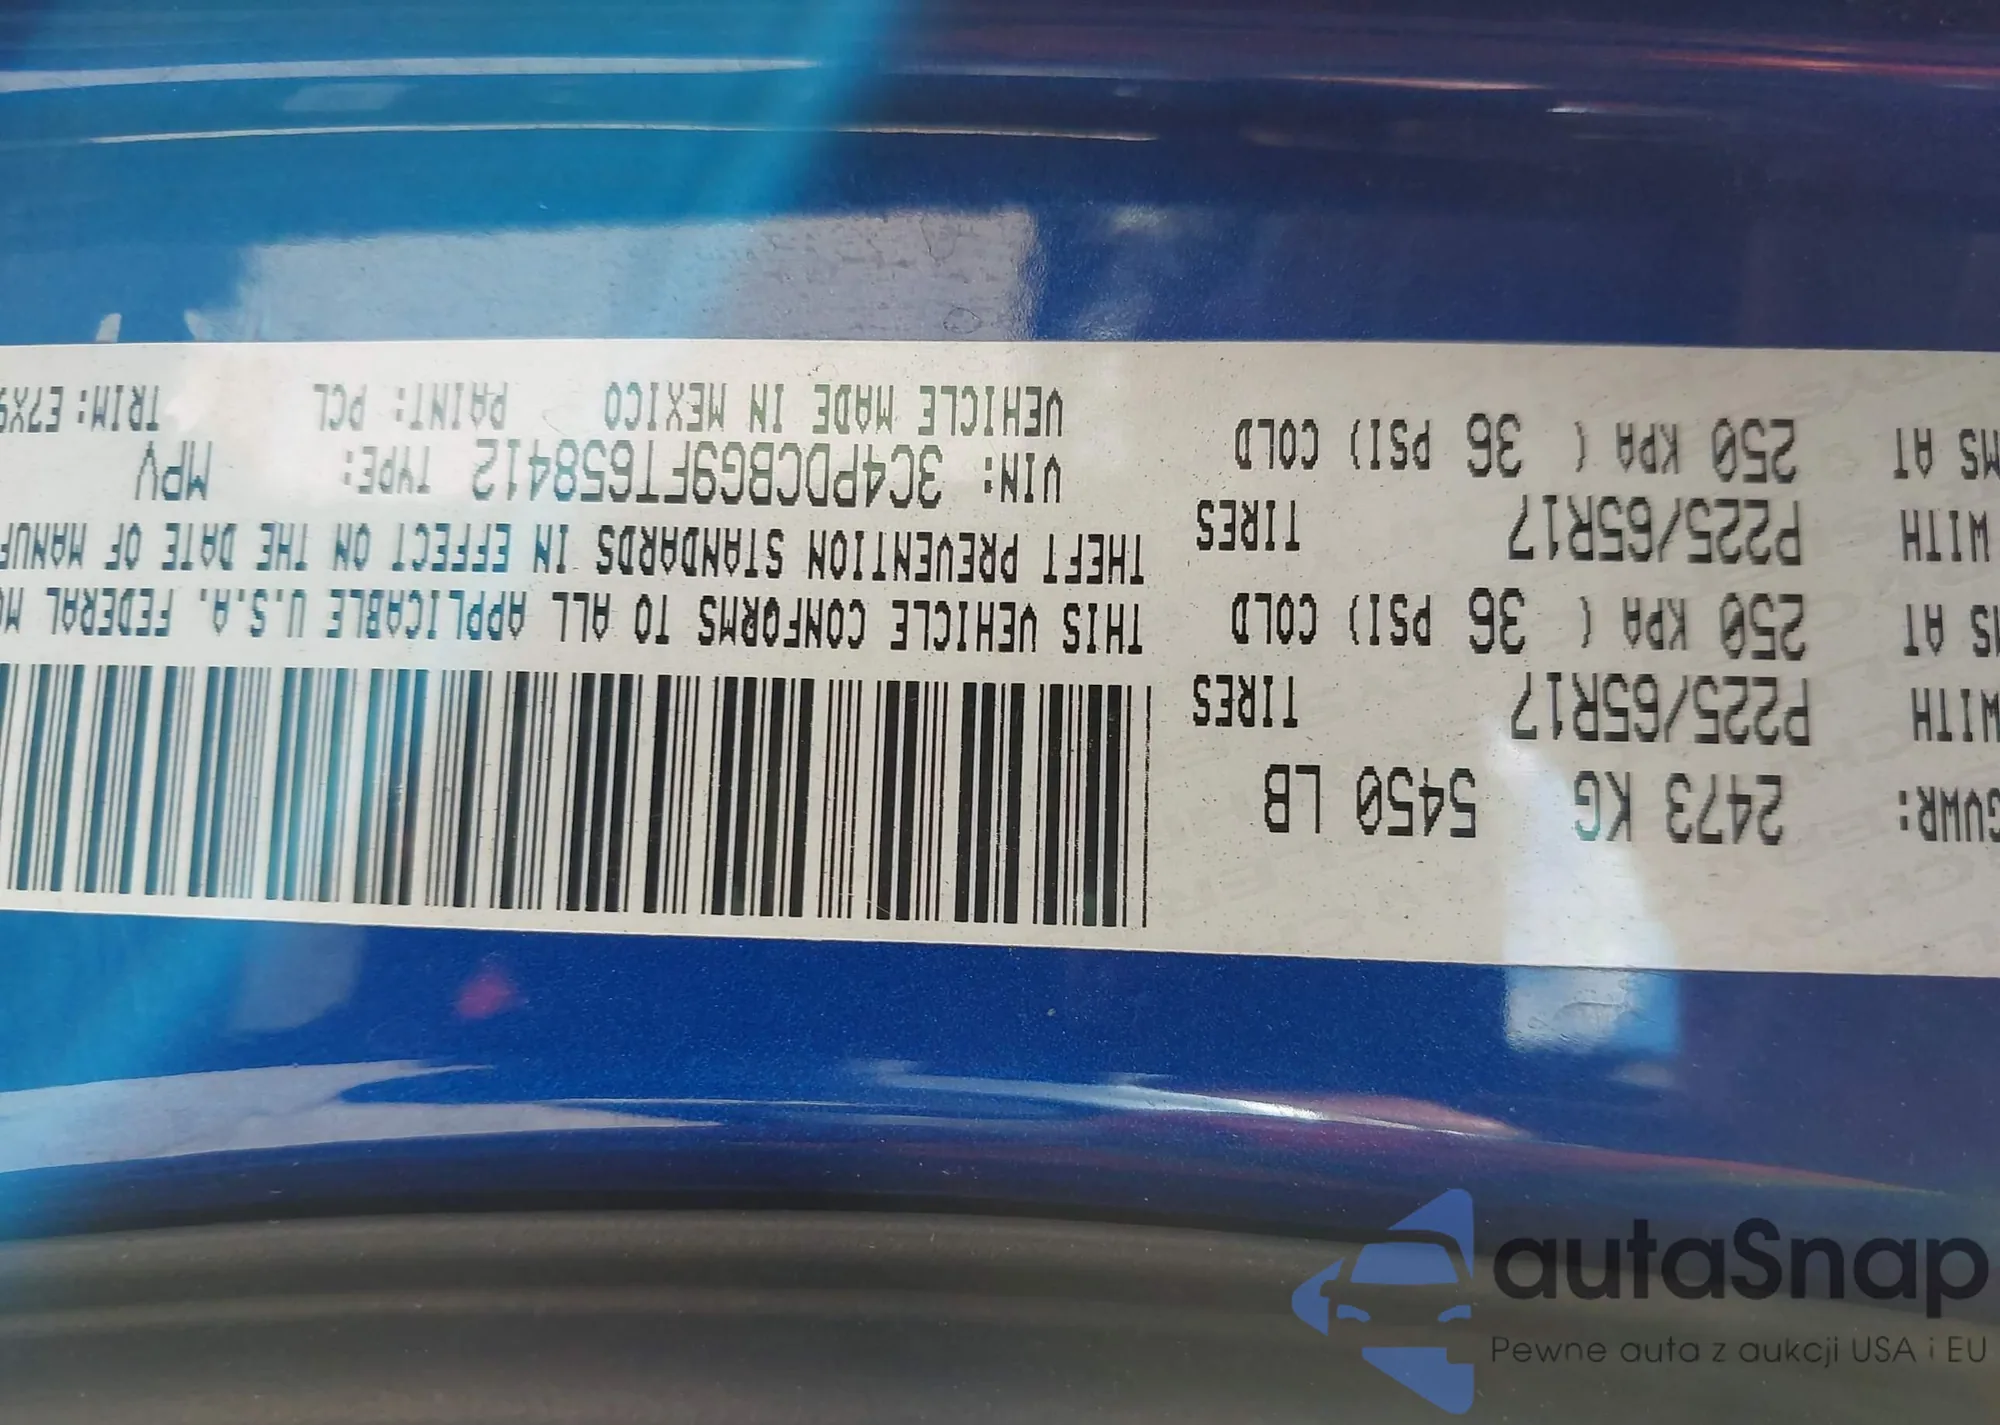 GVWR: 2473 KG 5450 LB
WITH P225/65R17 TIRES
MS AT 250 KPA ( 36 PSI) COLD
WITH P225/65R17 TIRES
MS AT 250 KPA ( 36 PSI) COLD
THIS VEHICLE CONFORMS TO ALL APPLICABLE U.S.A. FEDERAL MO
THEFT PREVENTION STANDARDS IN EFFECT ON THE DATE OF MANUF
VIN: 3C4PDCBG9FT658412 TYPE: MPV
VEHICLE MADE IN MEXICO PAINT: PCL TRIM: E7X9
autaSnap
Pewne auta z aukcji USA i EU